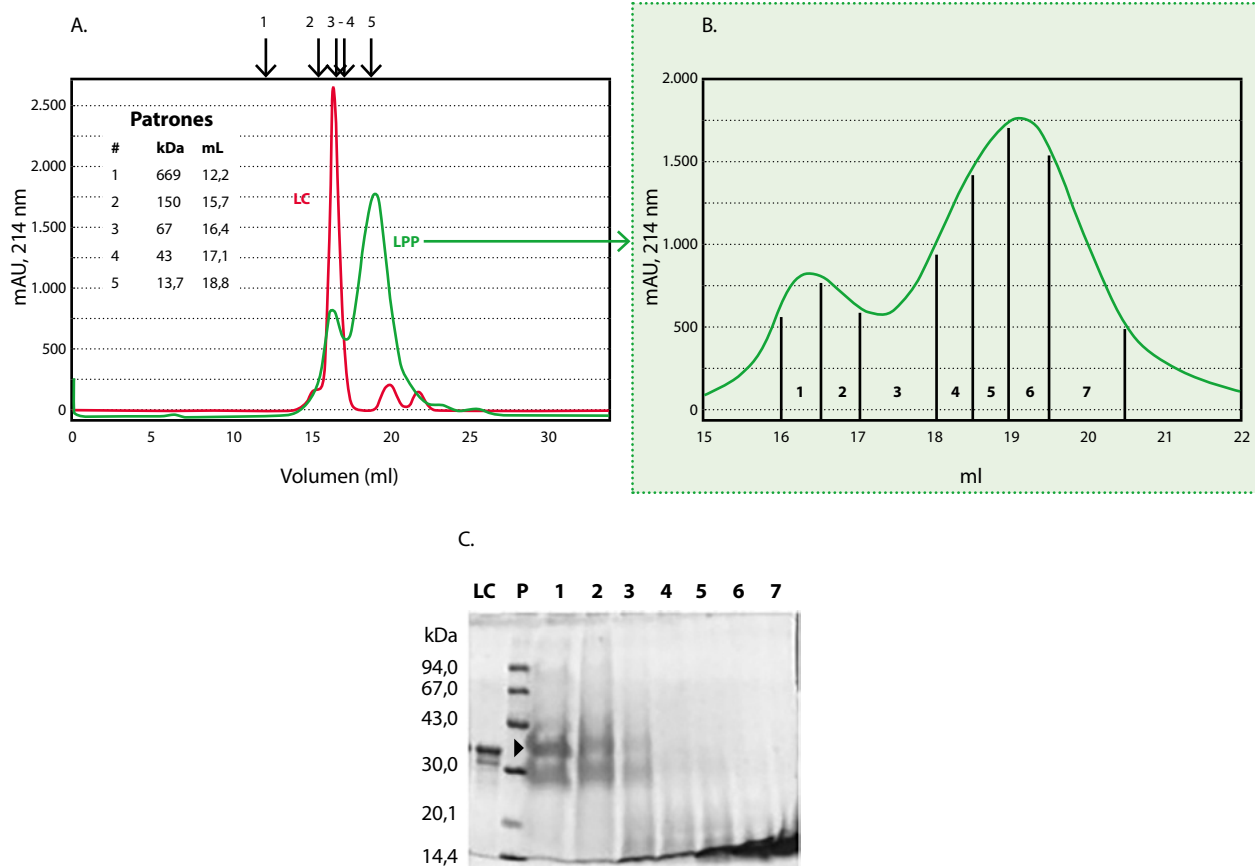 A.
1 2 3 - 4 5
mAU, 214 nm
2.500
2.000
1.500
1.000
500
0
Patrones
# kDa mL
1 669 12,2
2 150 15,7
3 67 16,4
4 43 17,1
5 13,7 18,8
LC
LPP
0 5 10 15 20 25 30
Volumen (ml)
B.
mAU, 214 nm
2.000
1.500
1.000
500
0
1 2 3 4 5 6 7
15 16 17 18 19 20 21 22
ml
C.
LC P 1 2 3 4 5 6 7
kDa
94,0
67,0
43,0
30,0
20,1
14,4